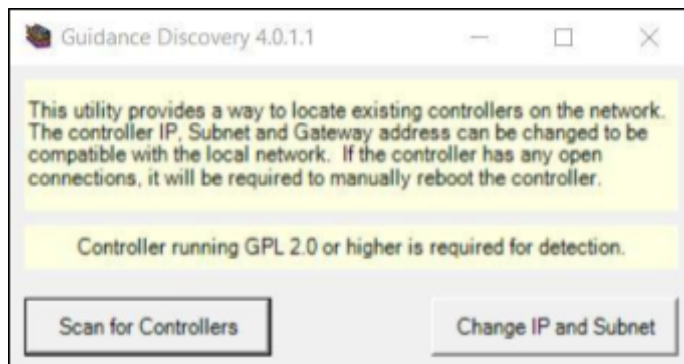 Guidance Discovery 4.0.1.1
This utility provides a way to locate existing controllers on the network.
The controller IP, Subnet and Gateway address can be changed to be
compatible with the local network. If the controller has any open
connections, it will be required to manually reboot the controller.
Controller running GPL 2.0 or higher is required for detection.
Scan for Controllers
Change IP and Subnet